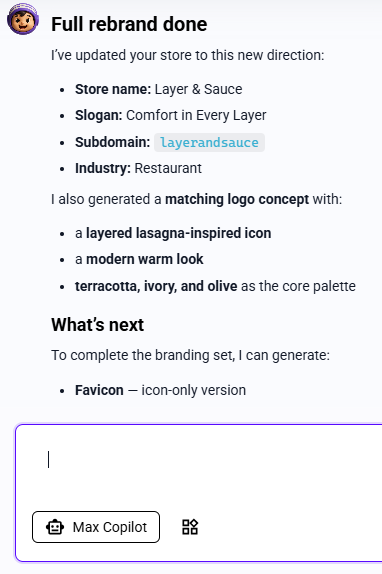 Full rebrand done
I’ve updated your store to this new direction:
Store name: Layer & Sauce
Slogan: Comfort in Every Layer
Subdomain: layerandsauce
Industry: Restaurant
I also generated a matching logo concept with:
a layered lasagna-inspired icon
a modern warm look
terracotta, ivory, and olive as the core palette
What’s next
To complete the branding set, I can generate:
Favicon — icon-only version
Max Copilot